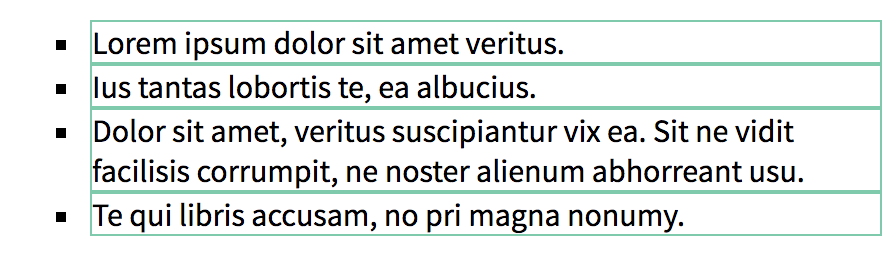 ▪ Lorem ipsum dolor sit amet veritus.
▪ Ius tantas lobortis te, ea albucius.
▪ Dolor sit amet, veritus suscipiantur vix ea. Sit ne vidit
facilisis corrumpit, ne noster alienum abhorreant usu.
▪ Te qui libris accusam, no pri magna nonumy.